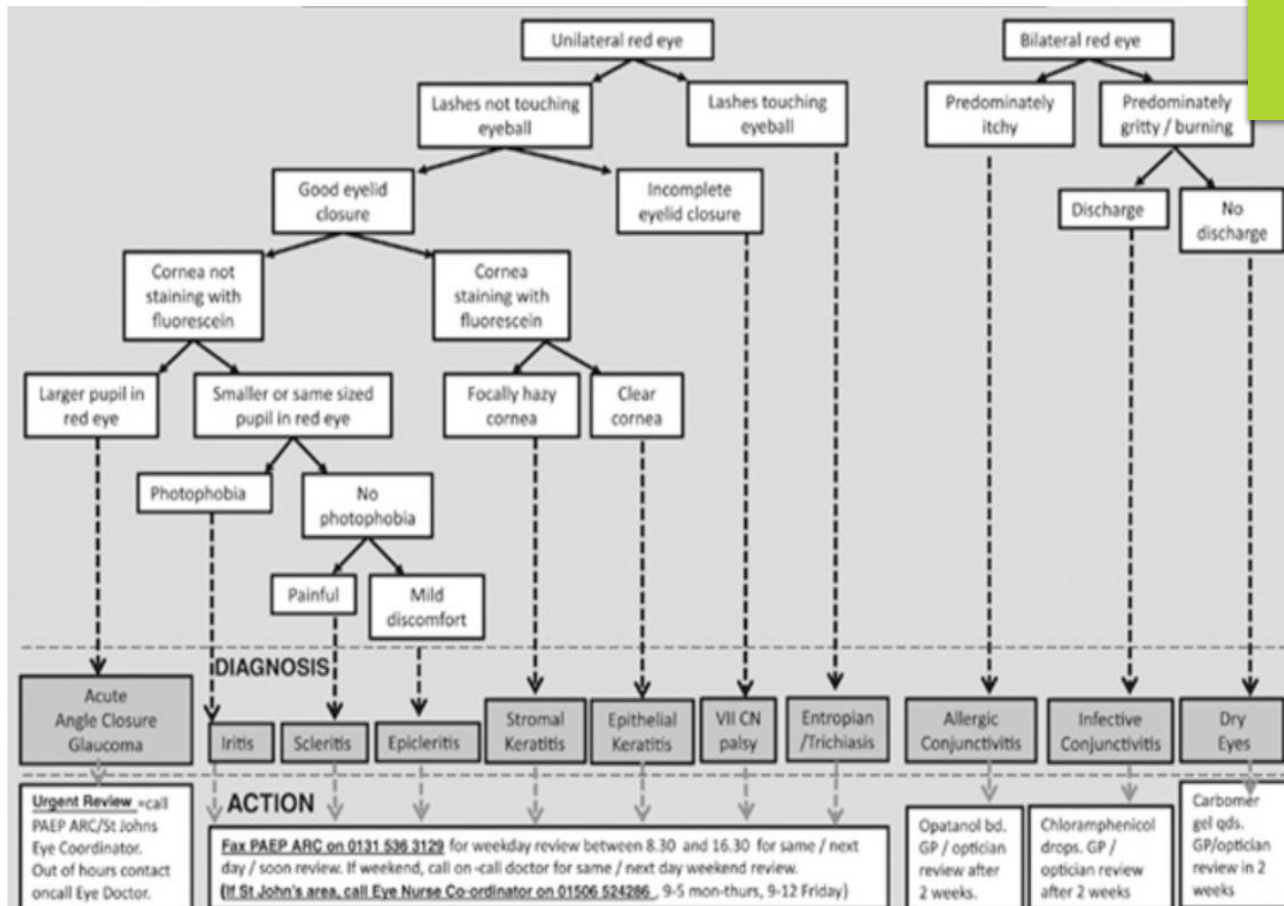 Unilateral red eye
Bilateral red eye
Lashes not touching
eyeball
Lashes touching
eyeball
Predominately
itchy
Predominately
gritty / burning
Good eyelid
closure
Incomplete
eyelid closure
Discharge
No
discharge
Cornea not
staining with
fluorescein
Cornea
staining with
fluorescein
Larger pupil in
red eye
Smaller or same sized
pupil in red eye
Focally hazy
cornea
Clear
cornea
Photophobia
No
photophobia
Painful
Mild
discomfort
DIAGNOSIS
Acute
Angle Closure
Glaucoma
Iritis
Scleritis
Epicleritis
Stromal
Keratitis
Epithelial
Keratitis
VII CN
palsy
Entropian
/Trichiasis
Allergic
Conjunctivitis
Infective
Conjunctivitis
Dry
Eyes
ACTION
Urgent Review -call
PAEP ARC/St Johns
Eye Coordinator.
Out of hours contact
oncall Eye Doctor.
Fax PAEP ARC on 0131 536 3129 for weekday review between 8.30 and 16.30 for same / next
day / soon review. If weekend, call on -call doctor for same / next day weekend review.
(If St John's area, call Eye Nurse Co-ordinator on 01506 524286 , 9-5 mon-thurs, 9-12 Friday)
Opatanol bd.
GP / optician
review after
2 weeks.
Chloramphenicol
drops. GP /
optician review
after 2 weeks
Carbomer
gel qds.
GP/optician
review in 2
weeks